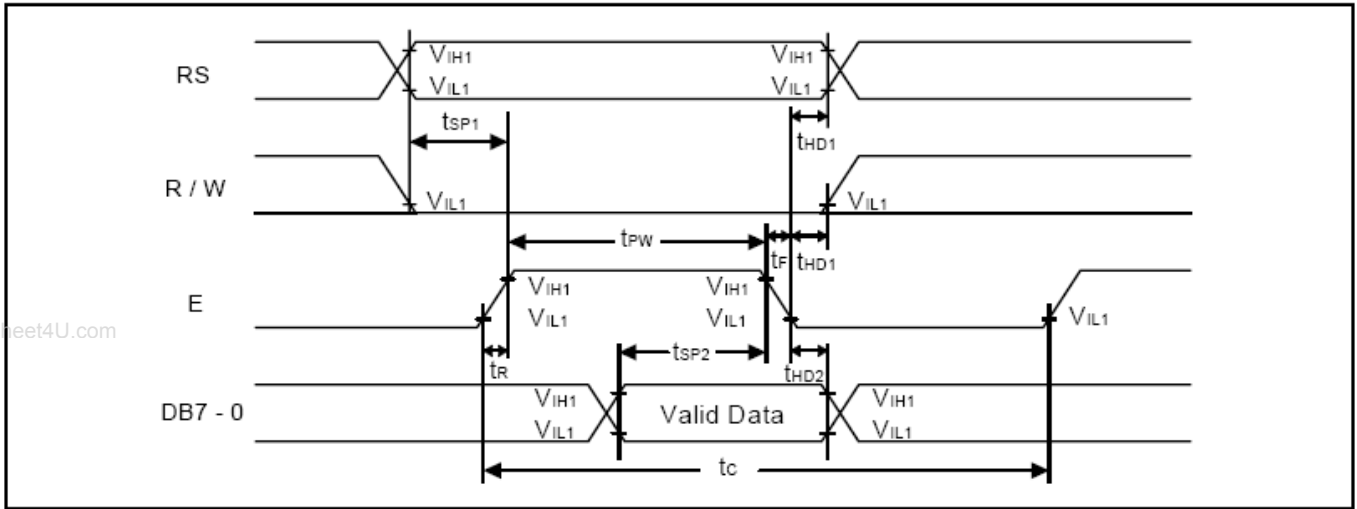 RS
VIH1
VIL1
VIH1
VIL1
tSP1
tHD1
R / W
VIL1
VIL1
tPW
tF
tHD1
E
VIH1
VIL1
VIH1
VIL1
VIL1
heet4U.com
tR
tSP2
tHD2
DB7 - 0
VIH1
VIL1
Valid Data
VIH1
VIL1
tC